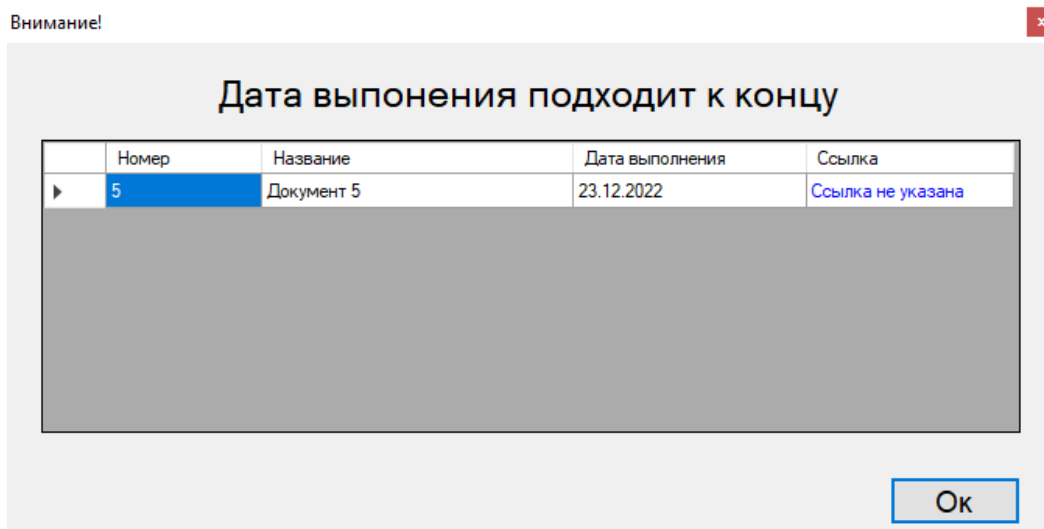 Внимание!
Дата выпонения подходит к концу
Номер Название Дата выполнения Ссылка
5 Документ 5 23.12.2022 Ссылка не указана
Ок